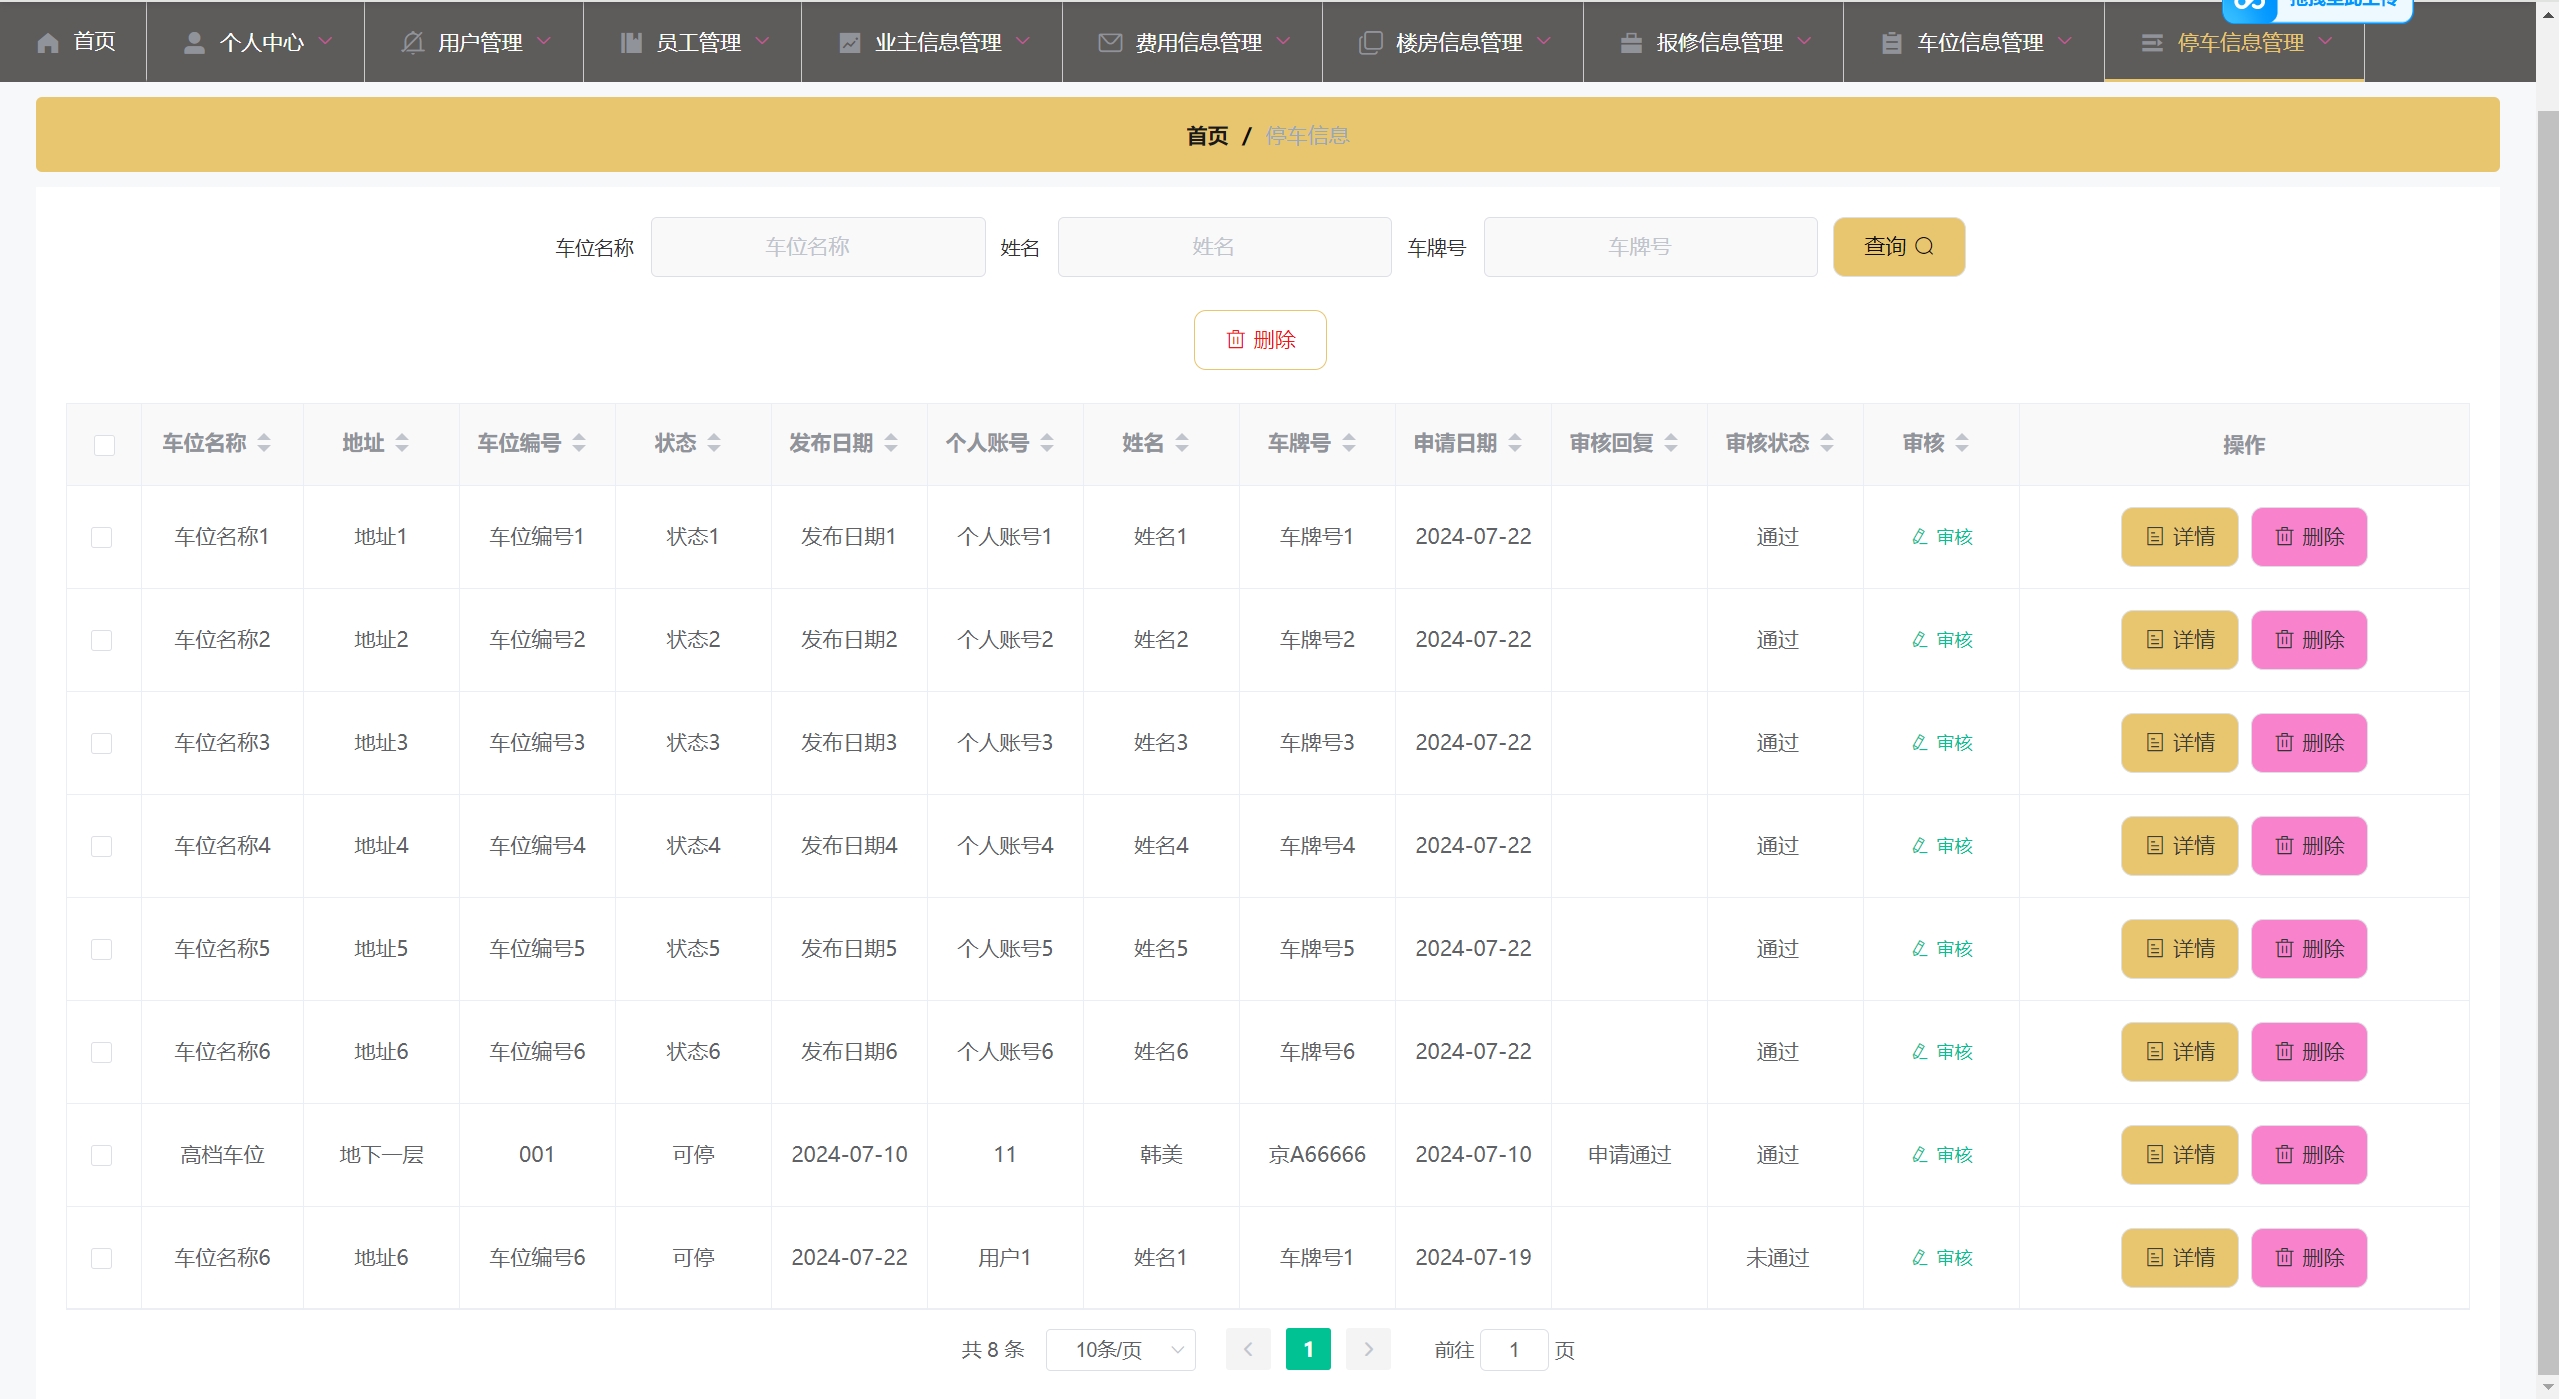 拖拽至此上传
首页 个人中心 用户管理 员工管理 业主信息管理 费用信息管理 楼房信息管理 报修信息管理 车位信息管理 停车信息管理
首页 / 停车信息
车位名称 车位名称 姓名 姓名 车牌号 车牌号 查询
删除
车位名称 地址 车位编号 状态 发布日期 个人账号 姓名 车牌号 申请日期 审核回复 审核状态 审核 操作
车位名称1 地址1 车位编号1 状态1 发布日期1 个人账号1 姓名1 车牌号1 2024-07-22 通过 审核 详情 删除
车位名称2 地址2 车位编号2 状态2 发布日期2 个人账号2 姓名2 车牌号2 2024-07-22 通过 审核 详情 删除
车位名称3 地址3 车位编号3 状态3 发布日期3 个人账号3 姓名3 车牌号3 2024-07-22 通过 审核 详情 删除
车位名称4 地址4 车位编号4 状态4 发布日期4 个人账号4 姓名4 车牌号4 2024-07-22 通过 审核 详情 删除
车位名称5 地址5 车位编号5 状态5 发布日期5 个人账号5 姓名5 车牌号5 2024-07-22 通过 审核 详情 删除
车位名称6 地址6 车位编号6 状态6 发布日期6 个人账号6 姓名6 车牌号6 2024-07-22 通过 审核 详情 删除
高档车位 地下一层 001 可停 2024-07-10 11 韩美 京A66666 2024-07-10 申请通过 通过 审核 详情 删除
车位名称6 地址6 车位编号6 可停 2024-07-22 用户1 姓名1 车牌号1 2024-07-19 未通过 审核 详情 删除
共 8 条 10条/页 1 前往 1 页